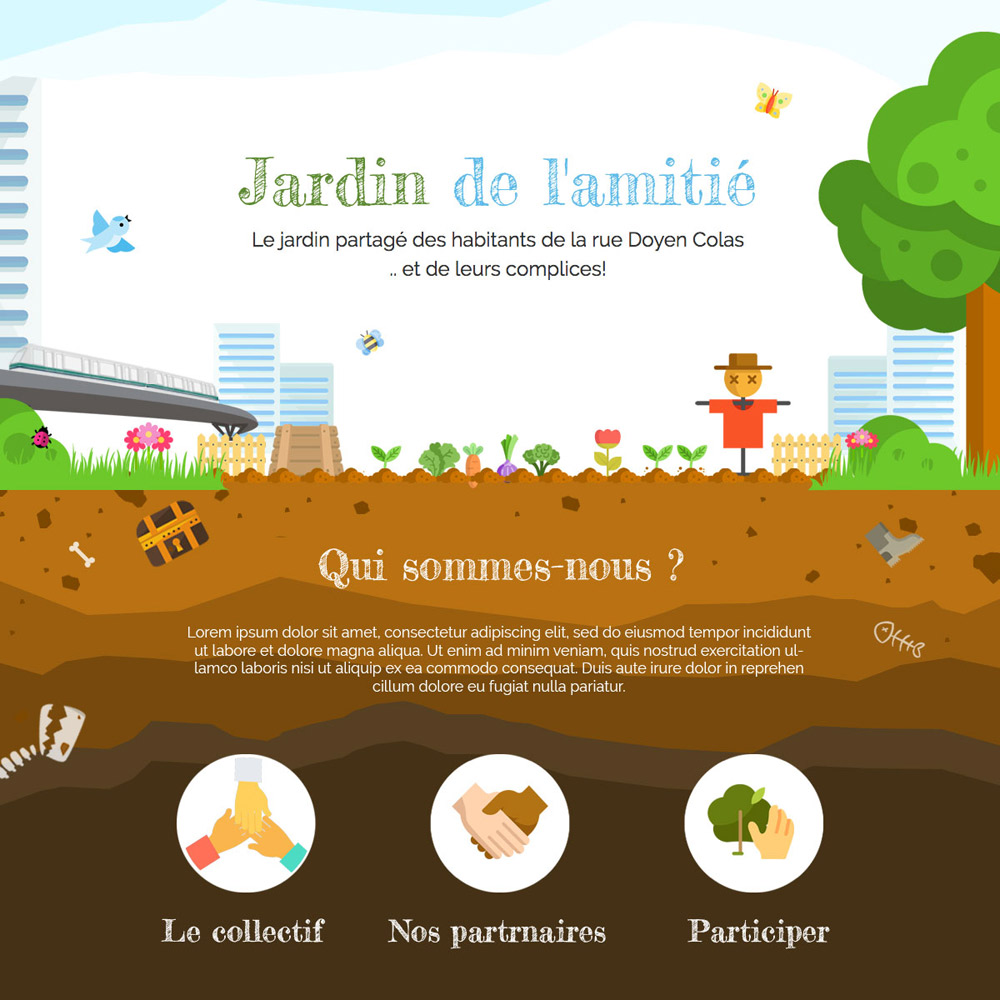 Jardin de l'amitié
Le jardin partagé des habitants de la rue Doyen Colas
.. et de leurs complices!
Qui sommes-nous ?
Lorem ipsum dolor sit amet, consectetur adipiscing elit, sed do eiusmod tempor incididunt
ut labore et dolore magna aliqua. Ut enim ad minim veniam, quis nostrud exercitation ul-
lamco laboris nisi ut aliquip ex ea commodo consequat. Duis aute irure dolor in reprehen
cillum dolore eu fugiat nulla pariatur.
Le collectif
Nos partrnaires
Participer